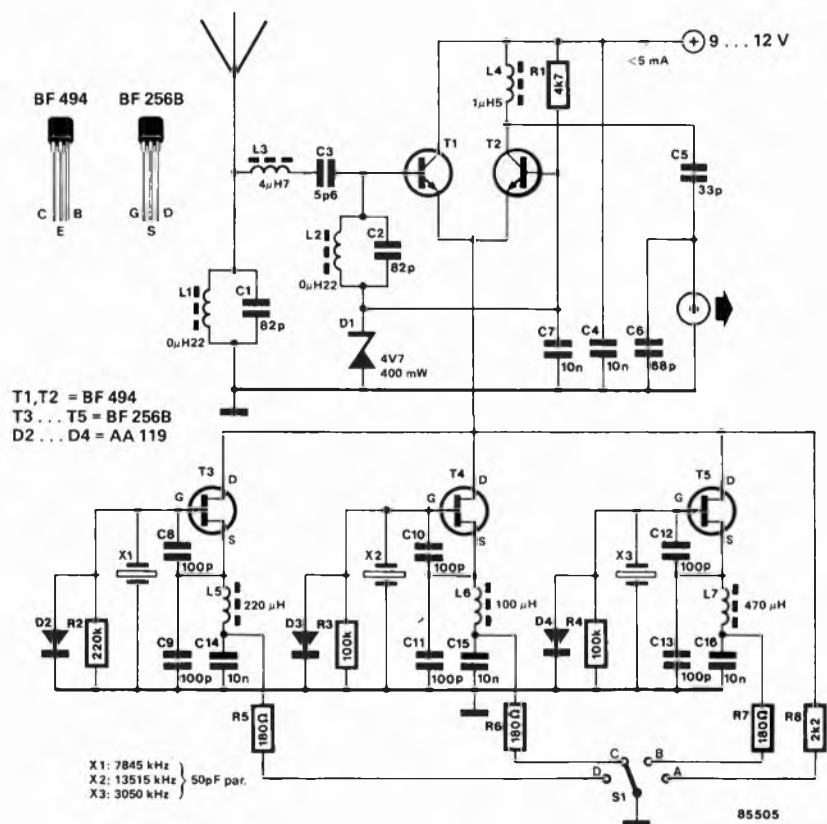 9 ... 12 V
<5 mA
BF 494
BF 256B
C
B
E
G
D
S
L3
4µH7
C3
5p6
T1
T2
L4
1µH5
R1
4k7
C5
33p
L2
0µH22
C2
82p
L1
0µH22
C1
82p
D1
4V7
400 mW
C7
10n
C4
10n
C6
68p
T1,T2 = BF 494
T3 ... T5 = BF 256B
D2 ... D4 = AA 119
T3
D
G
S
C8
100p
X1
D2
R2
220k
C9
100p
L5
220 µH
C14
10n
R5
180Ω
T4
D
G
S
C10
100p
X2
D3
R3
100k
C11
100p
L6
100 µH
C15
10n
R6
180Ω
T5
D
G
S
C12
100p
X3
D4
R4
100k
C13
100p
L7
470 µH
C16
10n
R7
180Ω
R8
2k2
C
B
D
A
S1
X1: 7845 kHz
X2: 13515 kHz
X3: 3050 kHz
50pF par.
85505